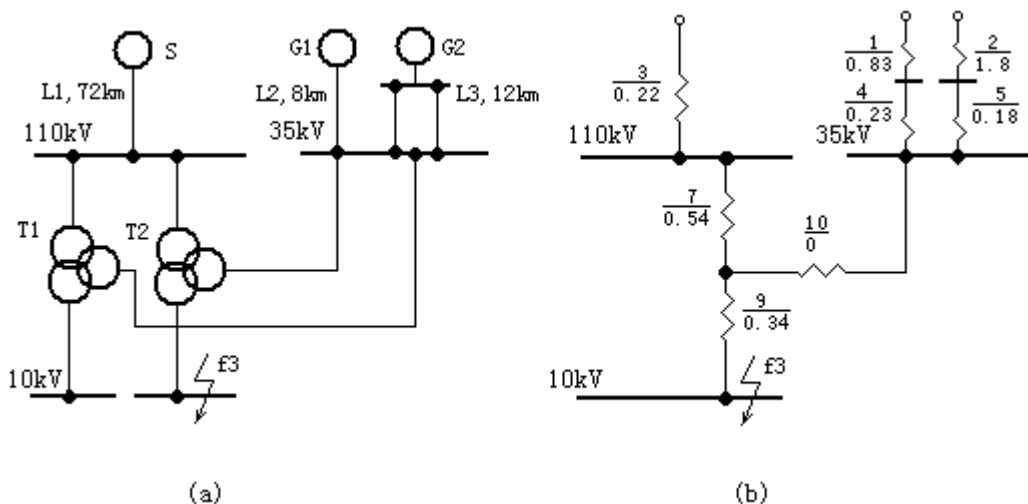 S
G1
G2
L1,72km
L2,8km
L3,12km
110kV
35kV
T1
T2
10kV
f3
(a)
3
0.22
1
0.83
2
1.8
4
0.23
5
0.18
110kV
35kV
7
0.54
10
0
9
0.34
10kV
f3
(b)